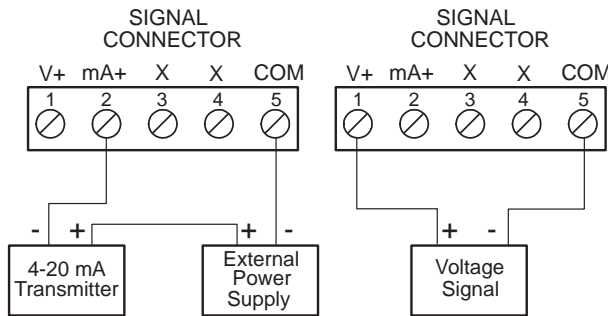 SIGNAL
CONNECTOR
V+ mA+ X X COM
1 2 3 4 5
- + + -
4-20 mA
Transmitter
External
Power
Supply
SIGNAL
CONNECTOR
V+ mA+ X X COM
1 2 3 4 5
+ -
Voltage
Signal